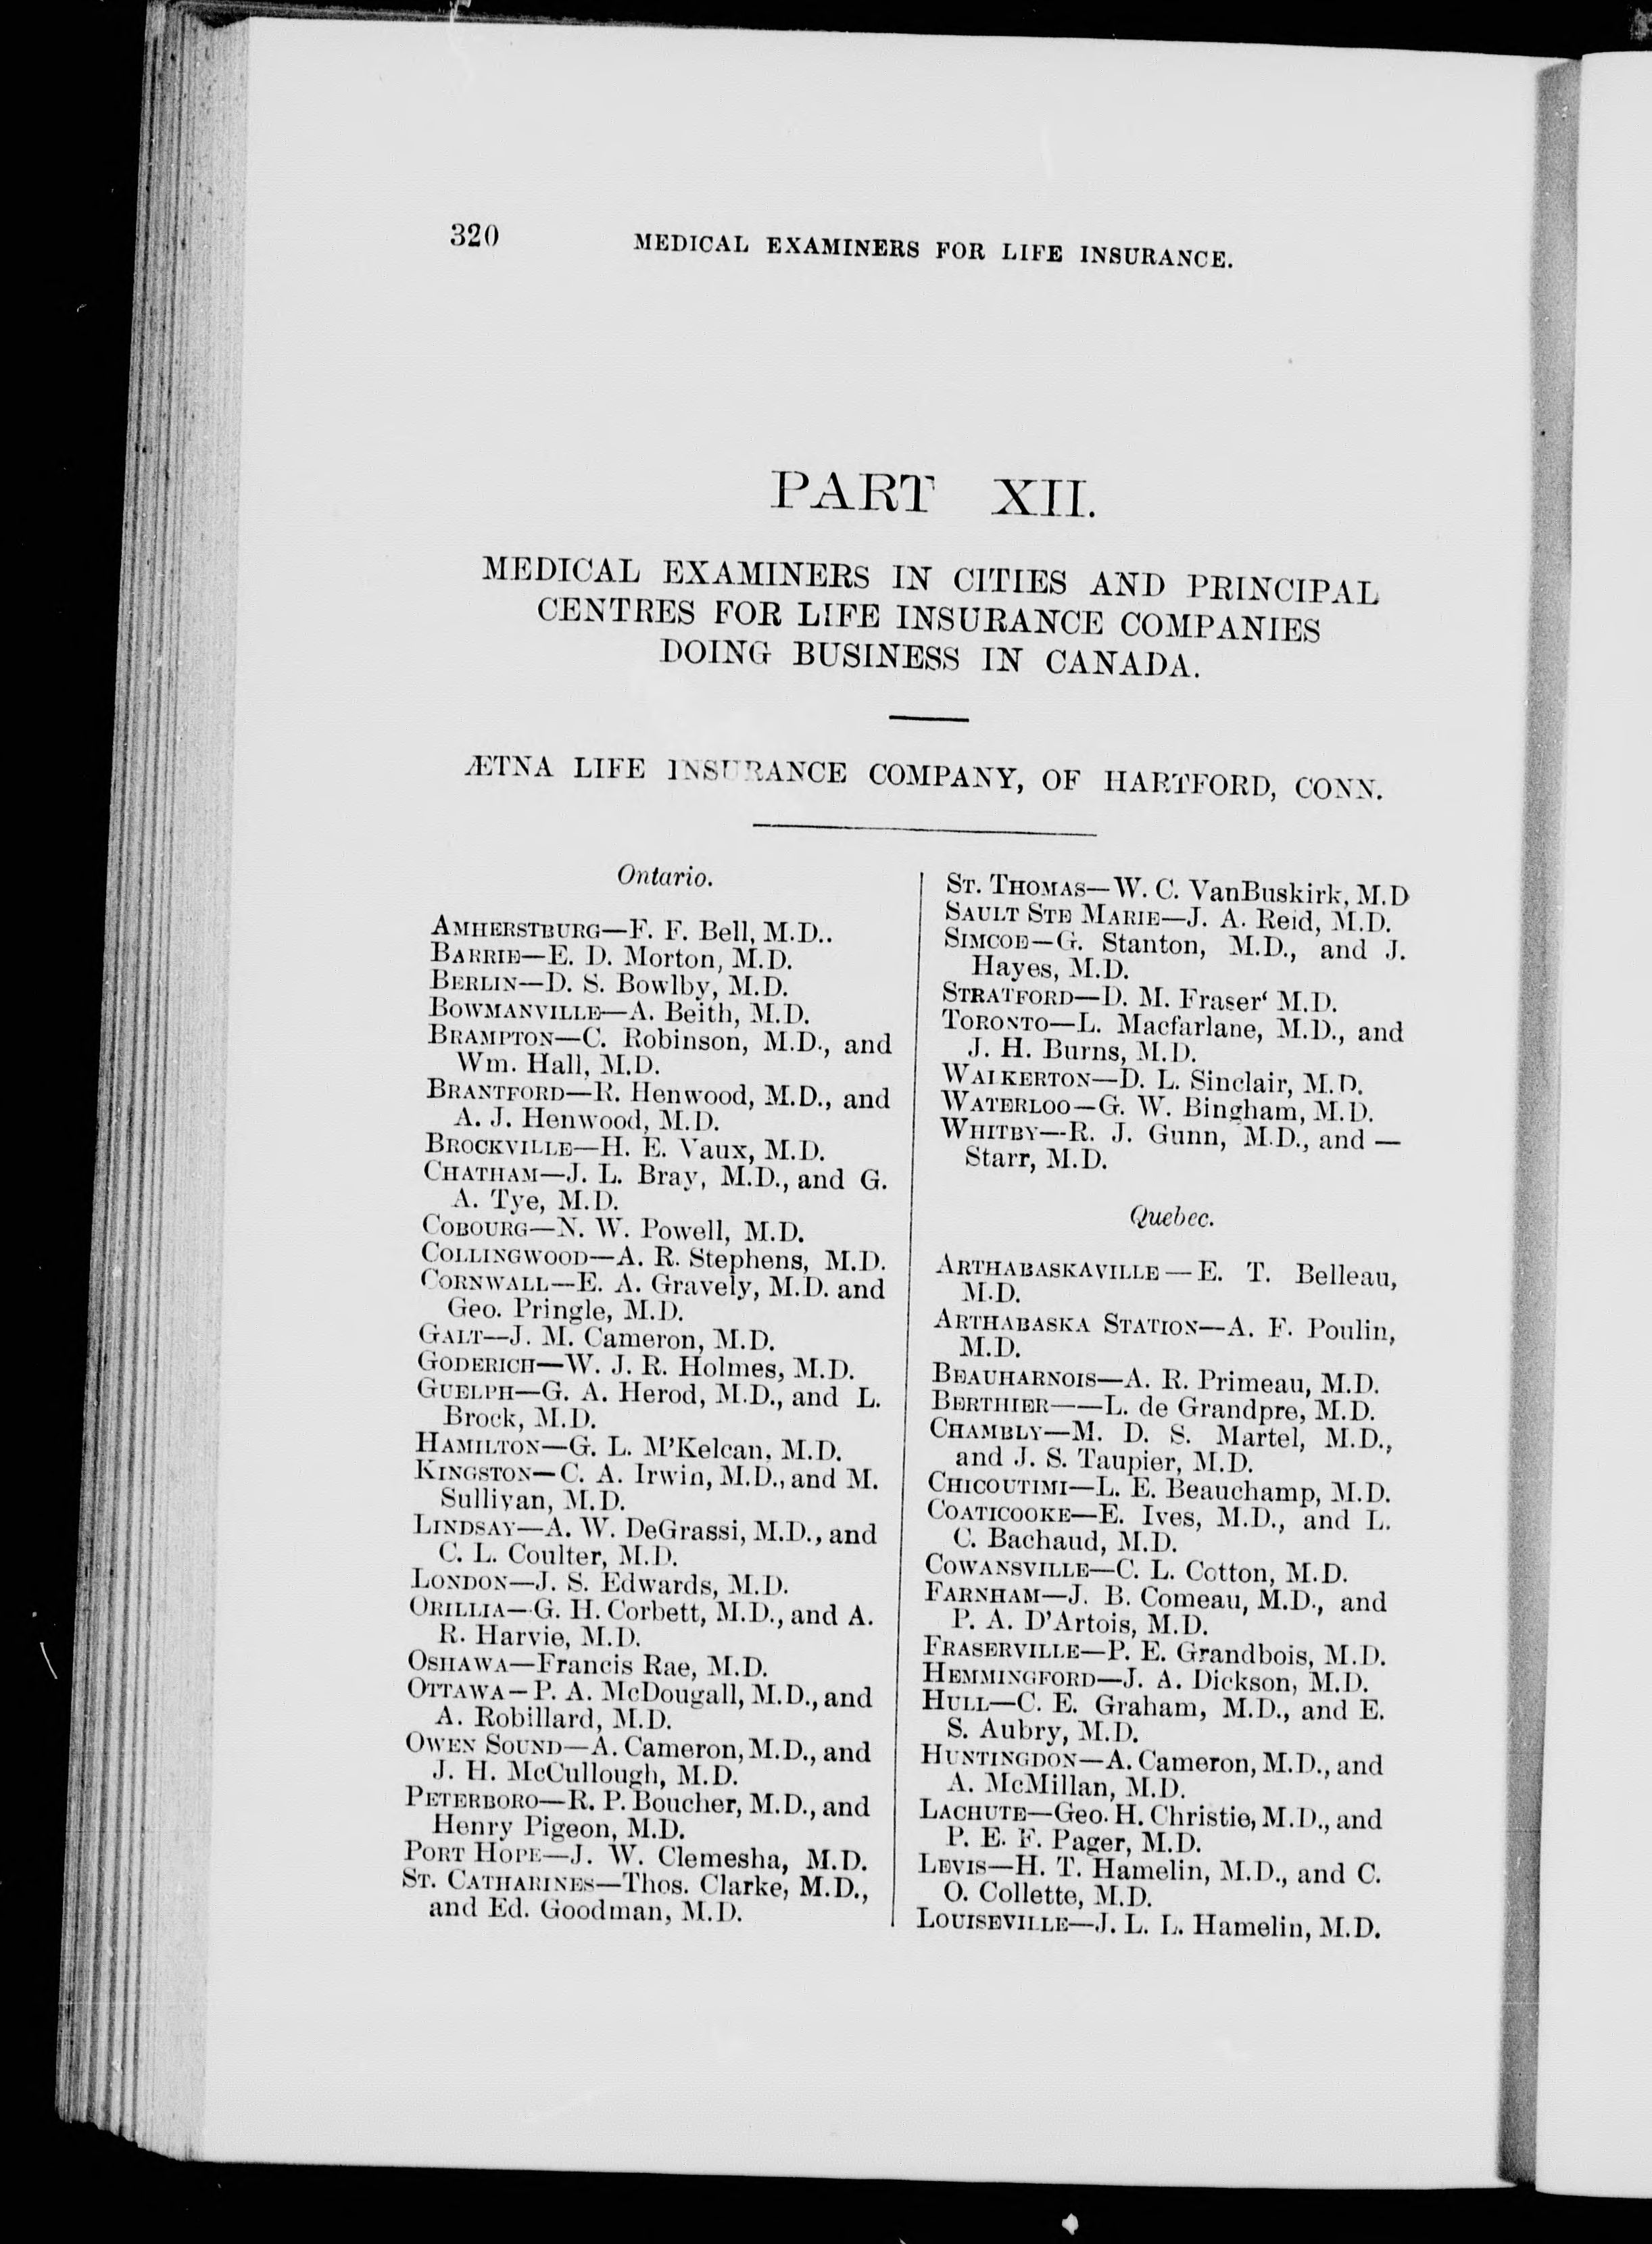 320
MEDICAL EXAMINERS FOR LIFE INSURANCE.
PART XII.
MEDICAL EXAMINERS IN CITIES AND PRINCIPAL
CENTRES FOR LIFE INSURANCE COMPANIES
DOING BUSINESS IN CANADA.
ÆTNA LIFE INSURANCE COMPANY, OF HARTFORD, CONN.
Ontario.
AMHERSTBURG—F. F. Bell, M.D..
BARRIE—E. D. Morton, M.D.
BERLIN—D. S. Bowlby, M.D.
BOWMANVILLE—A. Beith, M.D.
BRAMPTON—C. Robinson, M.D., and
Wm. Hall, M.D.
BRANTFORD—R. Henwood, M.D., and
A. J. Henwood, M.D.
BROCKVILLE—H. E. Vaux, M.D.
CHATHAM—J. L. Bray, M.D., and G.
A. Tye, M.D.
COBOURG—N. W. Powell, M.D.
COLLINGWOOD—A. R. Stephens, M.D.
CORNWALL—E. A. Gravely, M.D. and
Geo. Pringle, M.D.
GALT—J. M. Cameron, M.D.
GODERICH—W. J. R. Holmes, M.D.
GUELPH—G. A. Herod, M.D., and L.
Brock, M.D.
HAMILTON—G. L. M'Kelcan, M.D.
KINGSTON—C. A. Irwin, M.D., and M.
Sullivan, M.D.
LINDSAY—A. W. DeGrassi, M.D., and
C. L. Coulter, M.D.
LONDON—J. S. Edwards, M.D.
ORILLIA—G. H. Corbett, M.D., and A.
R. Harvie, M.D.
OSHAWA—Francis Rae, M.D.
OTTAWA—P. A. McDougall, M.D., and
A. Robillard, M.D.
OWEN SOUND—A. Cameron, M.D., and
J. H. McCullough, M.D.
PETERBORO—R. P. Boucher, M.D., and
Henry Pigeon, M.D.
PORT HOPE—J. W. Clemesha, M.D.
ST. CATHARINES—Thos. Clarke, M.D.,
and Ed. Goodman, M.D.
ST. THOMAS—W. C. VanBuskirk, M.D
SAULT STE MARIE—J. A. Reid, M.D.
SIMCOE—G. Stanton, M.D., and J.
Hayes, M.D.
STRATFORD—D. M. Fraser‘ M.D.
TORONTO—L. Macfarlane, M.D., and
J. H. Burns, M.D.
WALKERTON—D. L. Sinclair, M.D.
WATERLOO—G. W. Bingham, M.D.
WHITBY—R. J. Gunn, M.D., and —
Starr, M.D.
Quebec.
ARTHABASKAVILLE—E. T. Belleau,
M.D.
ARTHABASKA STATION—A. F. Poulin,
M.D.
BEAUHARNOIS—A. R. Primeau, M.D.
BERTHIER——L. de Grandpre, M.D.
CHAMBLY—M. D. S. Martel, M.D.,
and J. S. Taupier, M.D.
CHICOUTIMI—L. E. Beauchamp, M.D.
COATICOOKE—E. Ives, M.D., and L.
C. Bachaud, M.D.
COWANSVILLE—C. L. Cotton, M.D.
FARNHAM—J. B. Comeau, M.D., and
P. A. D'Artois, M.D.
FRASERVILLE—P. E. Grandbois, M.D.
HEMMINGFORD—J. A. Dickson, M.D.
HULL—C. E. Graham, M.D., and E.
S. Aubry, M.D.
HUNTINGDON—A. Cameron, M.D., and
A. McMillan, M.D.
LACHUTE—Geo. H. Christie, M.D., and
P. E. F. Pager, M.D.
LEVIS—H. T. Hamelin, M.D., and C.
O. Collette, M.D.
LOUISEVILLE—J. L. L. Hamelin, M.D.